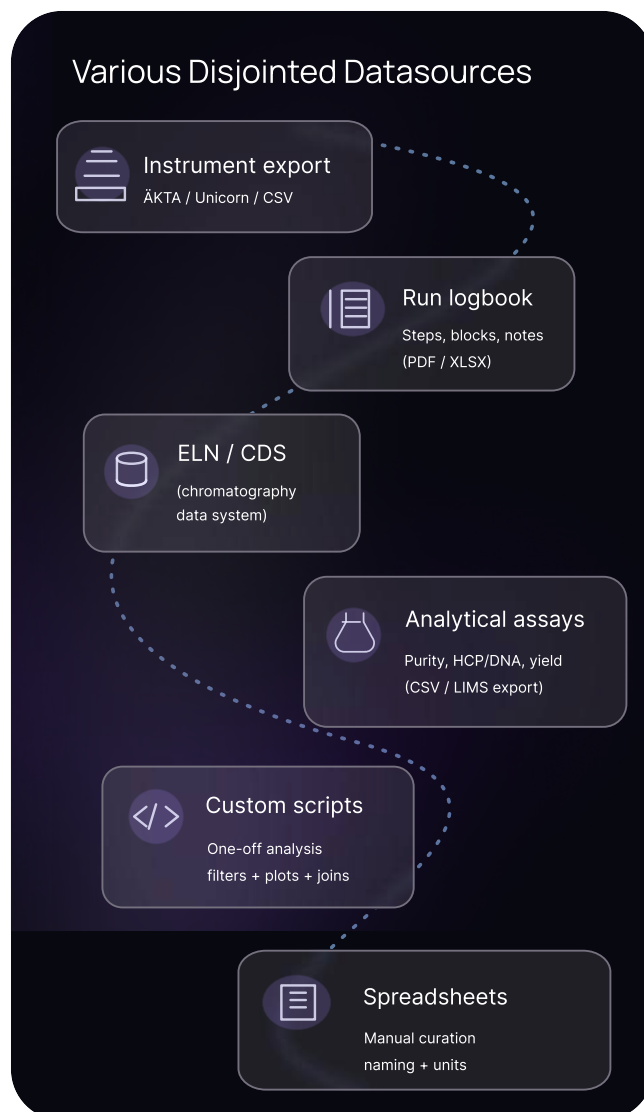 Various Disjointed Datasources
Instrument export
ÄKTA / Unicorn / CSV
Run logbook
Steps, blocks, notes
(PDF / XLSX)
ELN / CDS
(chromatography
data system)
Analytical assays
Purity, HCP/DNA, yield
(CSV / LIMS export)
</>
Custom scripts
One-off analysis
filters + plots + joins
Spreadsheets
Manual curation
naming + units